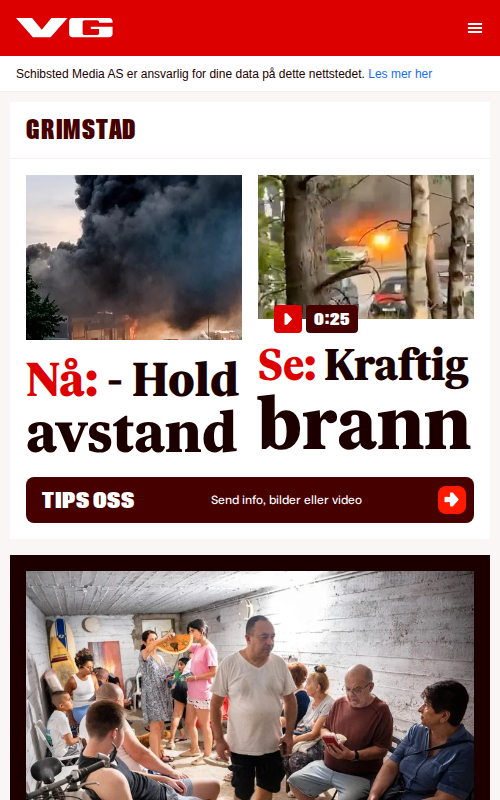 VG
Schibsted Media AS er ansvarlig for dine data på dette nettstedet. Les mer her
GRIMSTAD
0:25
Nå: - Hold
avstand
Se: Kraftig
brann
TIPS OSS
Send info, bilder eller video